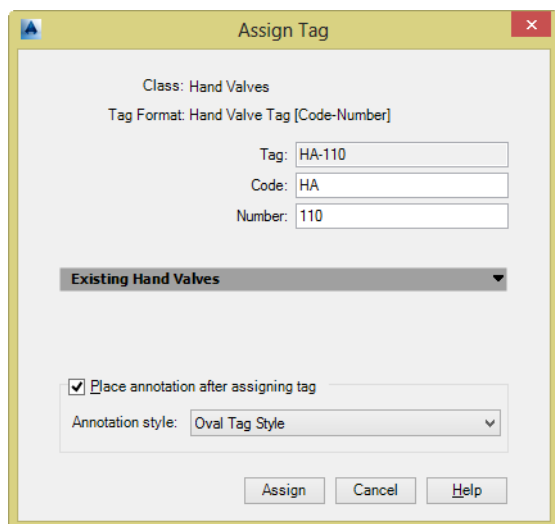 Assign Tag
Class: Hand Valves
Tag Format: Hand Valve Tag [Code-Number]
Tag: HA-110
Code: HA
Number: 110
Existing Hand Valves
Place annotation after assigning tag
Annotation style: Oval Tag Style
Assign Cancel Help